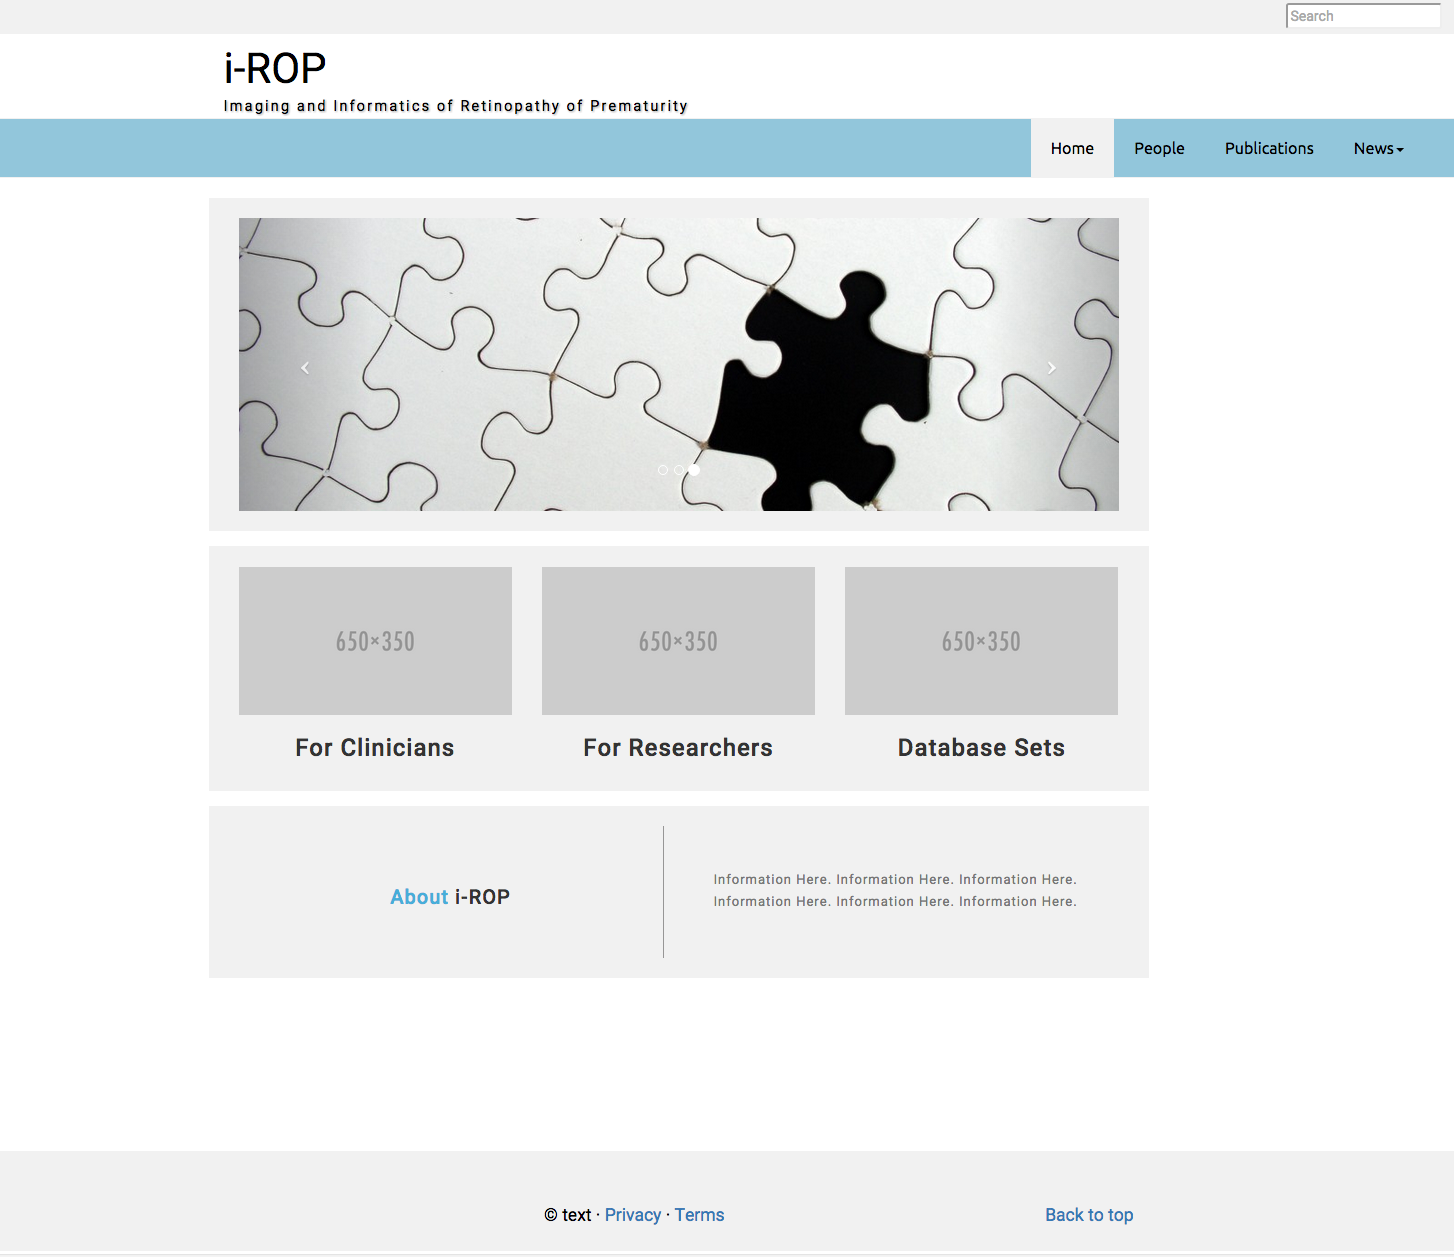 Search
i-ROP
Imaging and Informatics of Retinopathy of Prematurity
Home People Publications News
650×350 650×350 650×350
For Clinicians For Researchers Database Sets
About i-ROP
Information Here. Information Here. Information Here.
Information Here. Information Here. Information Here.
© text · Privacy · Terms Back to top